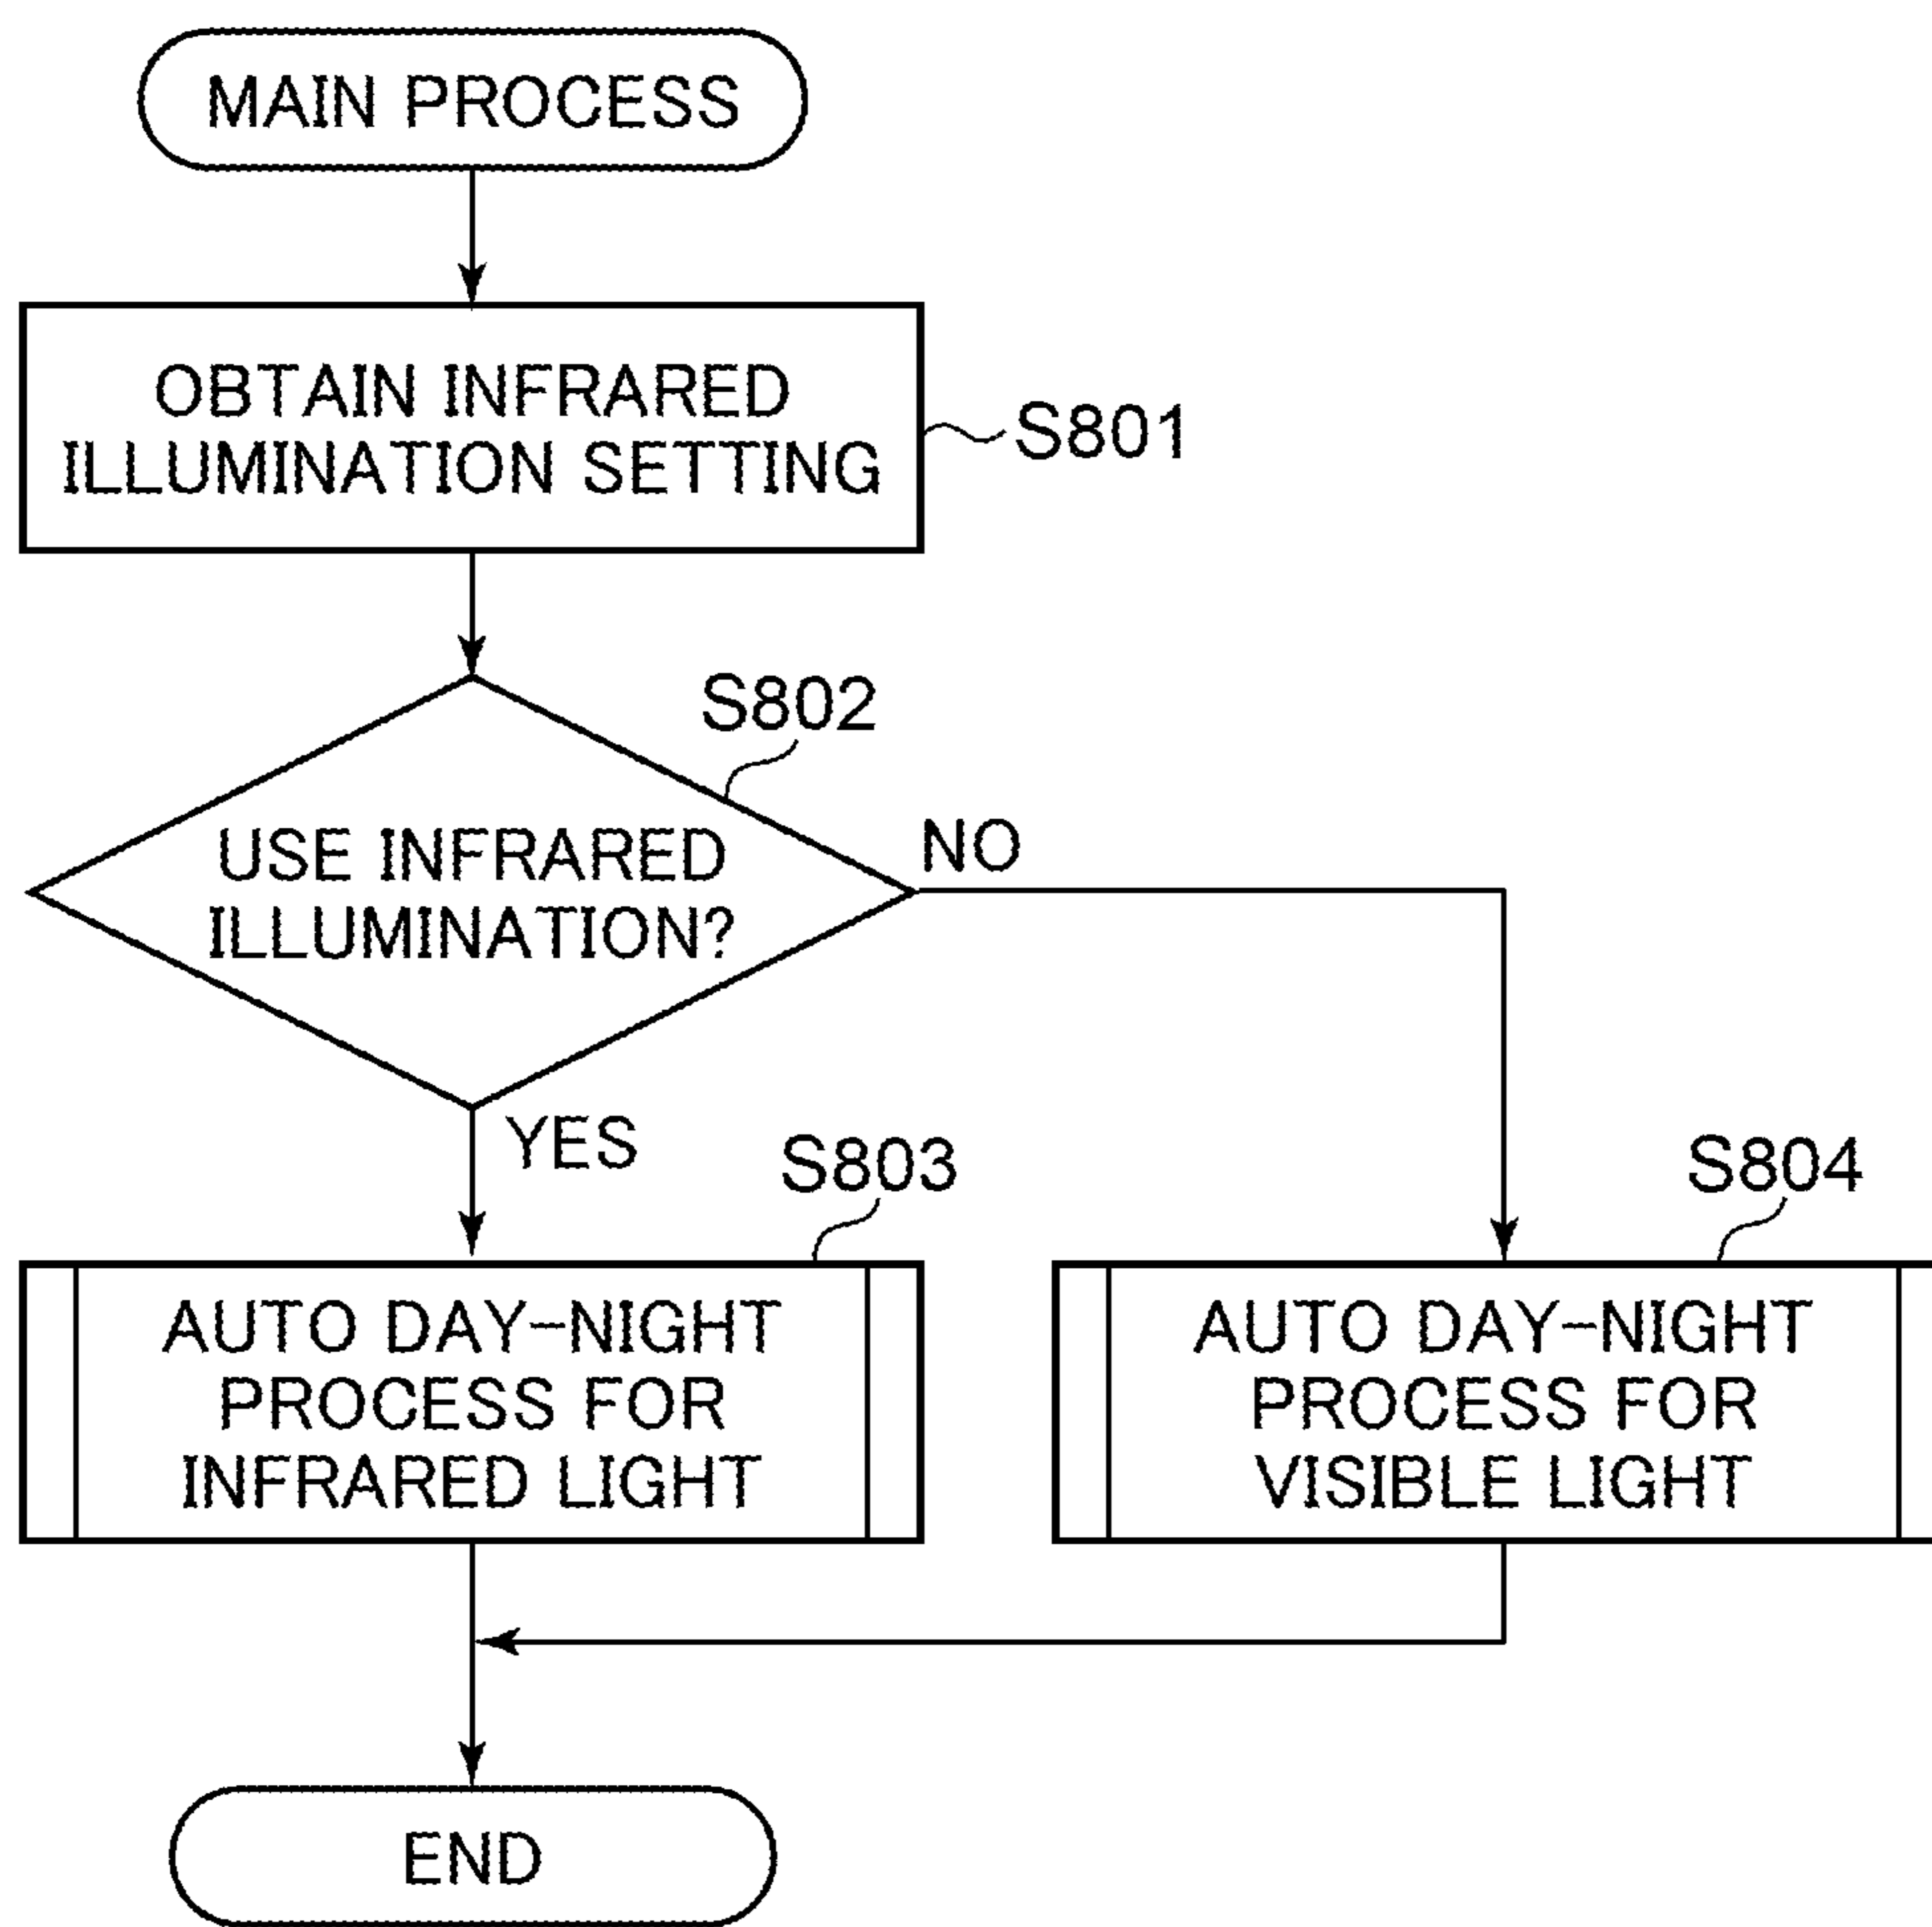 MAIN PROCESS
OBTAIN INFRARED
ILLUMINATION SETTING
S801
S802
USE INFRARED
ILLUMINATION?
NO
YES
S803
AUTO DAY-NIGHT
PROCESS FOR
INFRARED LIGHT
S804
AUTO DAY-NIGHT
PROCESS FOR
VISIBLE LIGHT
END